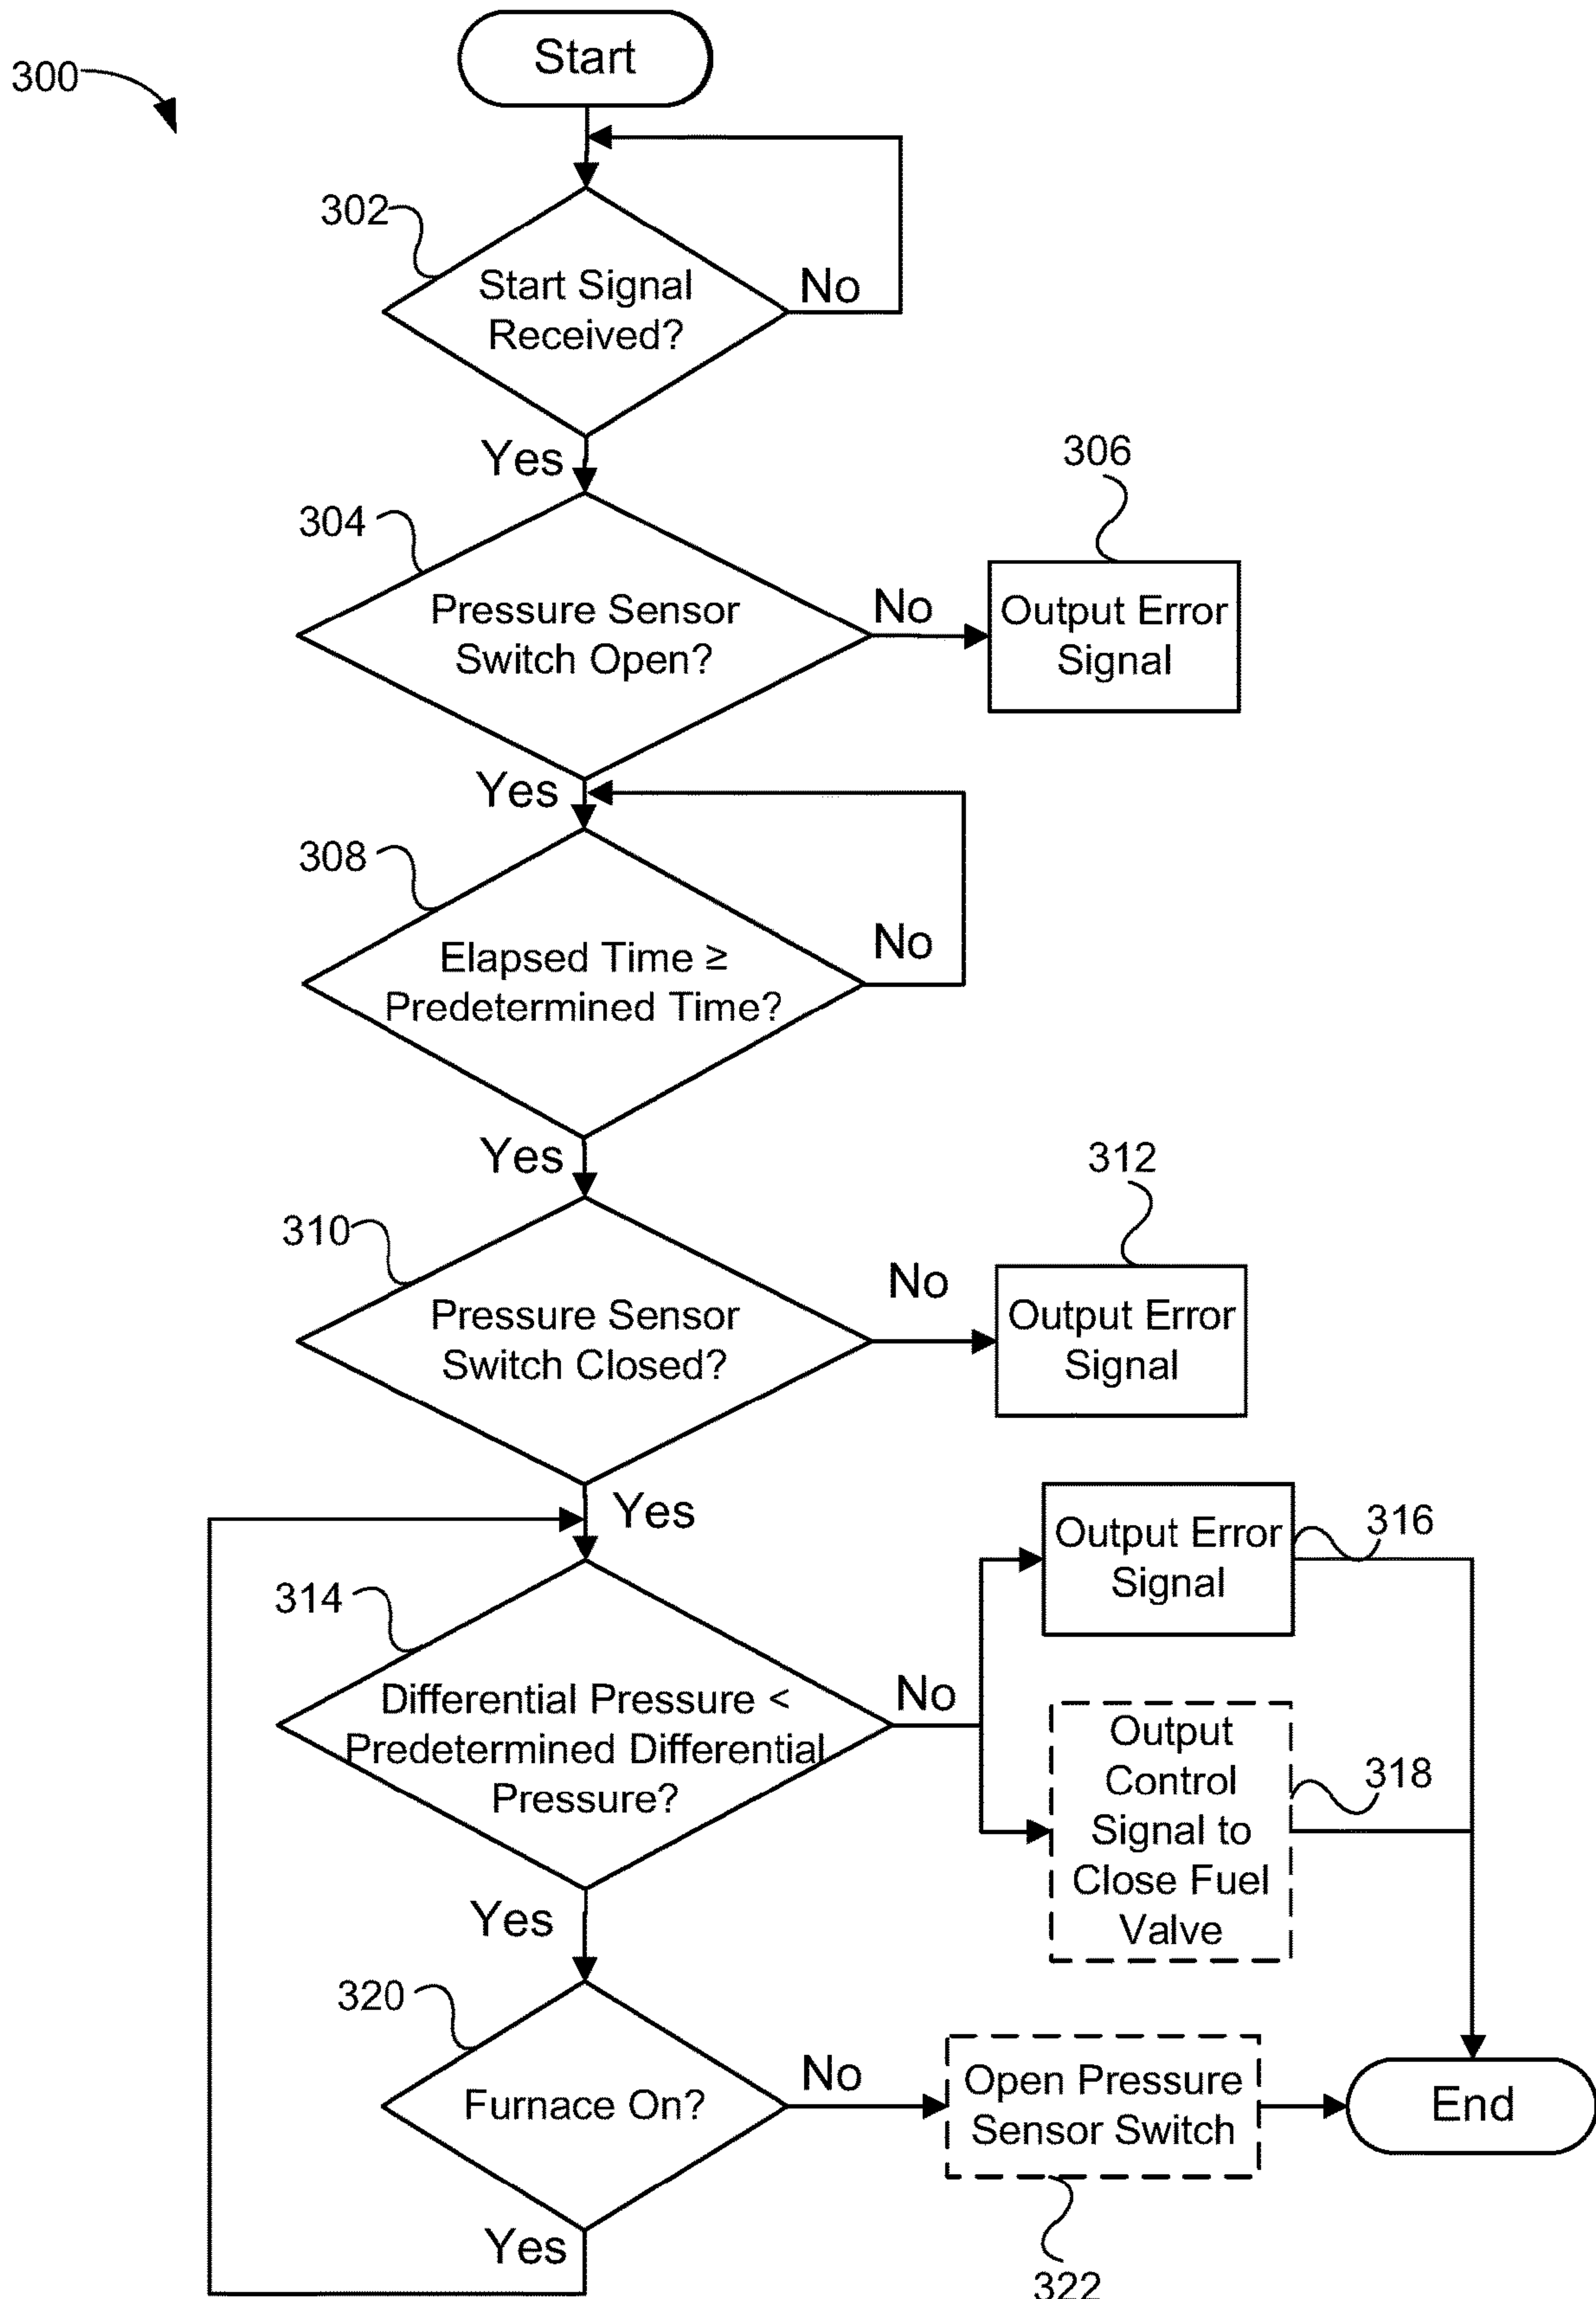 Start
300
302
Start Signal
Received?
No
Yes
304
306
Pressure Sensor
Switch Open?
No
Output Error
Signal
Yes
308
Elapsed Time ≥
Predetermined Time?
No
Yes
310
312
Pressure Sensor
Switch Closed?
No
Output Error
Signal
Yes
314
Differential Pressure <
Predetermined Differential
Pressure?
No
Output Error
Signal
316
Output
Control
Signal to
Close Fuel
Valve
318
Yes
320
Furnace On?
No
Open Pressure
Sensor Switch
End
Yes
322